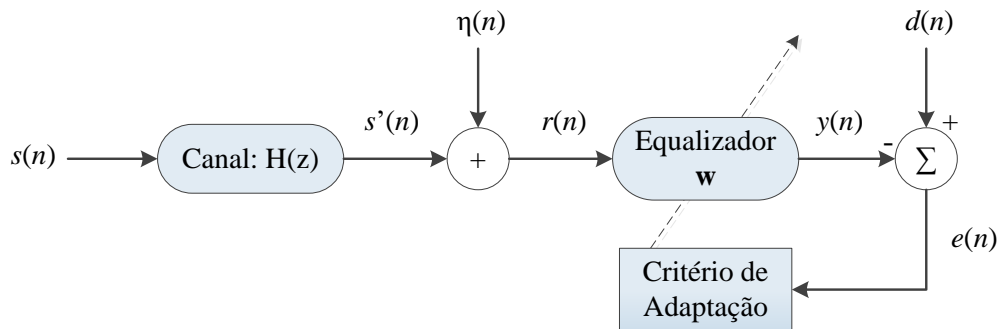 η(n)
d(n)
s(n)
Canal: H(z)
s’(n)
+
r(n)
Equalizador
w
y(n)
-
+
Σ
e(n)
Critério de
Adaptação